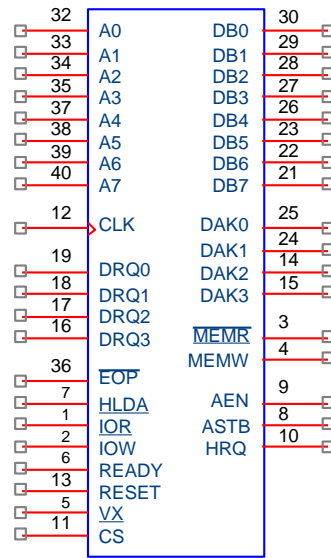 32 A0 DB0 30
33 A1 DB1 29
34 A2 DB2 28
35 A3 DB3 27
37 A4 DB4 26
38 A5 DB5 23
39 A6 DB6 22
40 A7 DB7 21
12 CLK DAK0 25
DAK1 24
19 DRQ0 DAK2 14
18 DRQ1 DAK3 15
17 DRQ2
16 DRQ3 MEMR 3
MEMW 4
36 EOP
7 HLDA AEN 9
1 IOR ASTB 8
2 IOW HRQ 10
6 READY
13 RESET
5 VX
11 CS